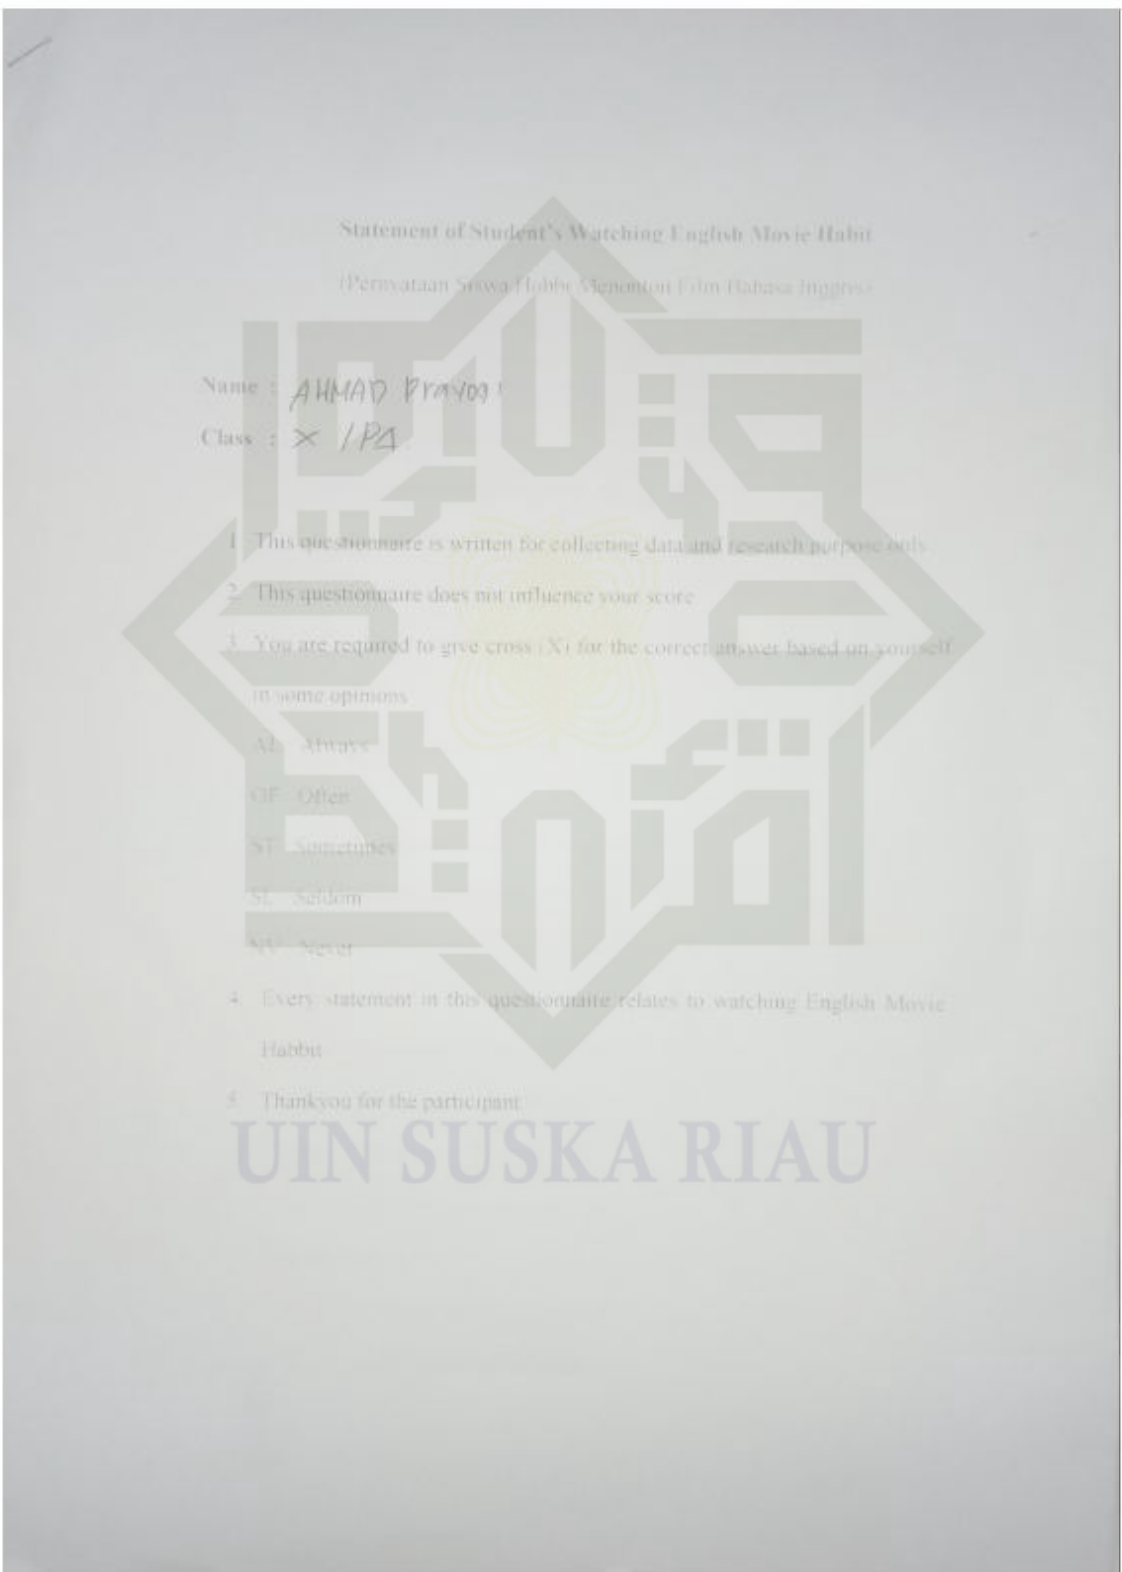 Statement of Student's Watching English Movie Habit
(Pernyataan Siswa Habbit Menonton Film Bahasa Inggris)
Name : AHMAD Prayoga
Class : X IPA
1. This questionnaire is written for collecting data and research purpose only.
2. This questionnaire does not influence your score
3. You are required to give cross (X) for the correct answer based on yourself
in some opinions
AL Always
OF Often
ST Sometimes
SL Seldom
NV Never
4. Every statement in this questionnaire relates to watching English Movie
Habbit
5. Thankyou for the participant
UIN SUSKA RIAU